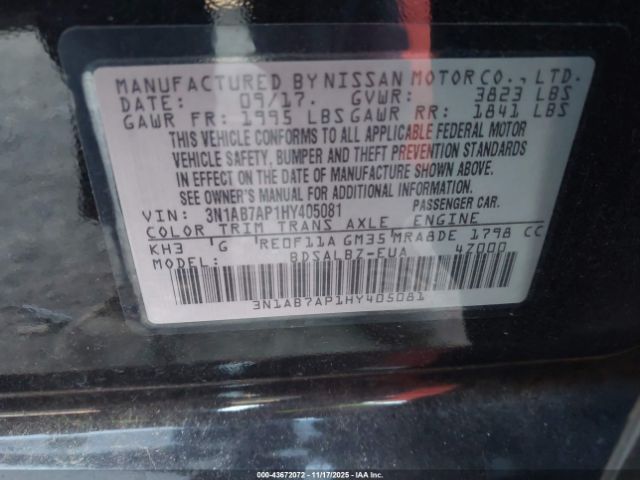 MANUFACTURED BY NISSAN MOTOR CO., LTD.
DATE: 09/17. GVWR: 3823 LBS
GAWR FR: 1995 LBS GAWR RR: 1841 LBS
THIS VEHICLE CONFORMS TO ALL APPLICABLE FEDERAL MOTOR
VEHICLE SAFETY, BUMPER AND THEFT PREVENTION STANDARDS
IN EFFECT ON THE DATE OF MANUFACTURE SHOWN ABOVE.
SEE OWNER'S MANUAL FOR ADDITIONAL INFORMATION.
VIN: 3N1AB7AP1HY405081 PASSENGER CAR.
COLOR TRIM TRANS AXLE ENGINE
KH3 G RE0F11A GM35 MRA8DE 1798 CC
MODEL: BDSALBZ-EUA 47000
3N1AB7AP1HY405081
000-43672072 - 11/17/2025 - IAAI.COM